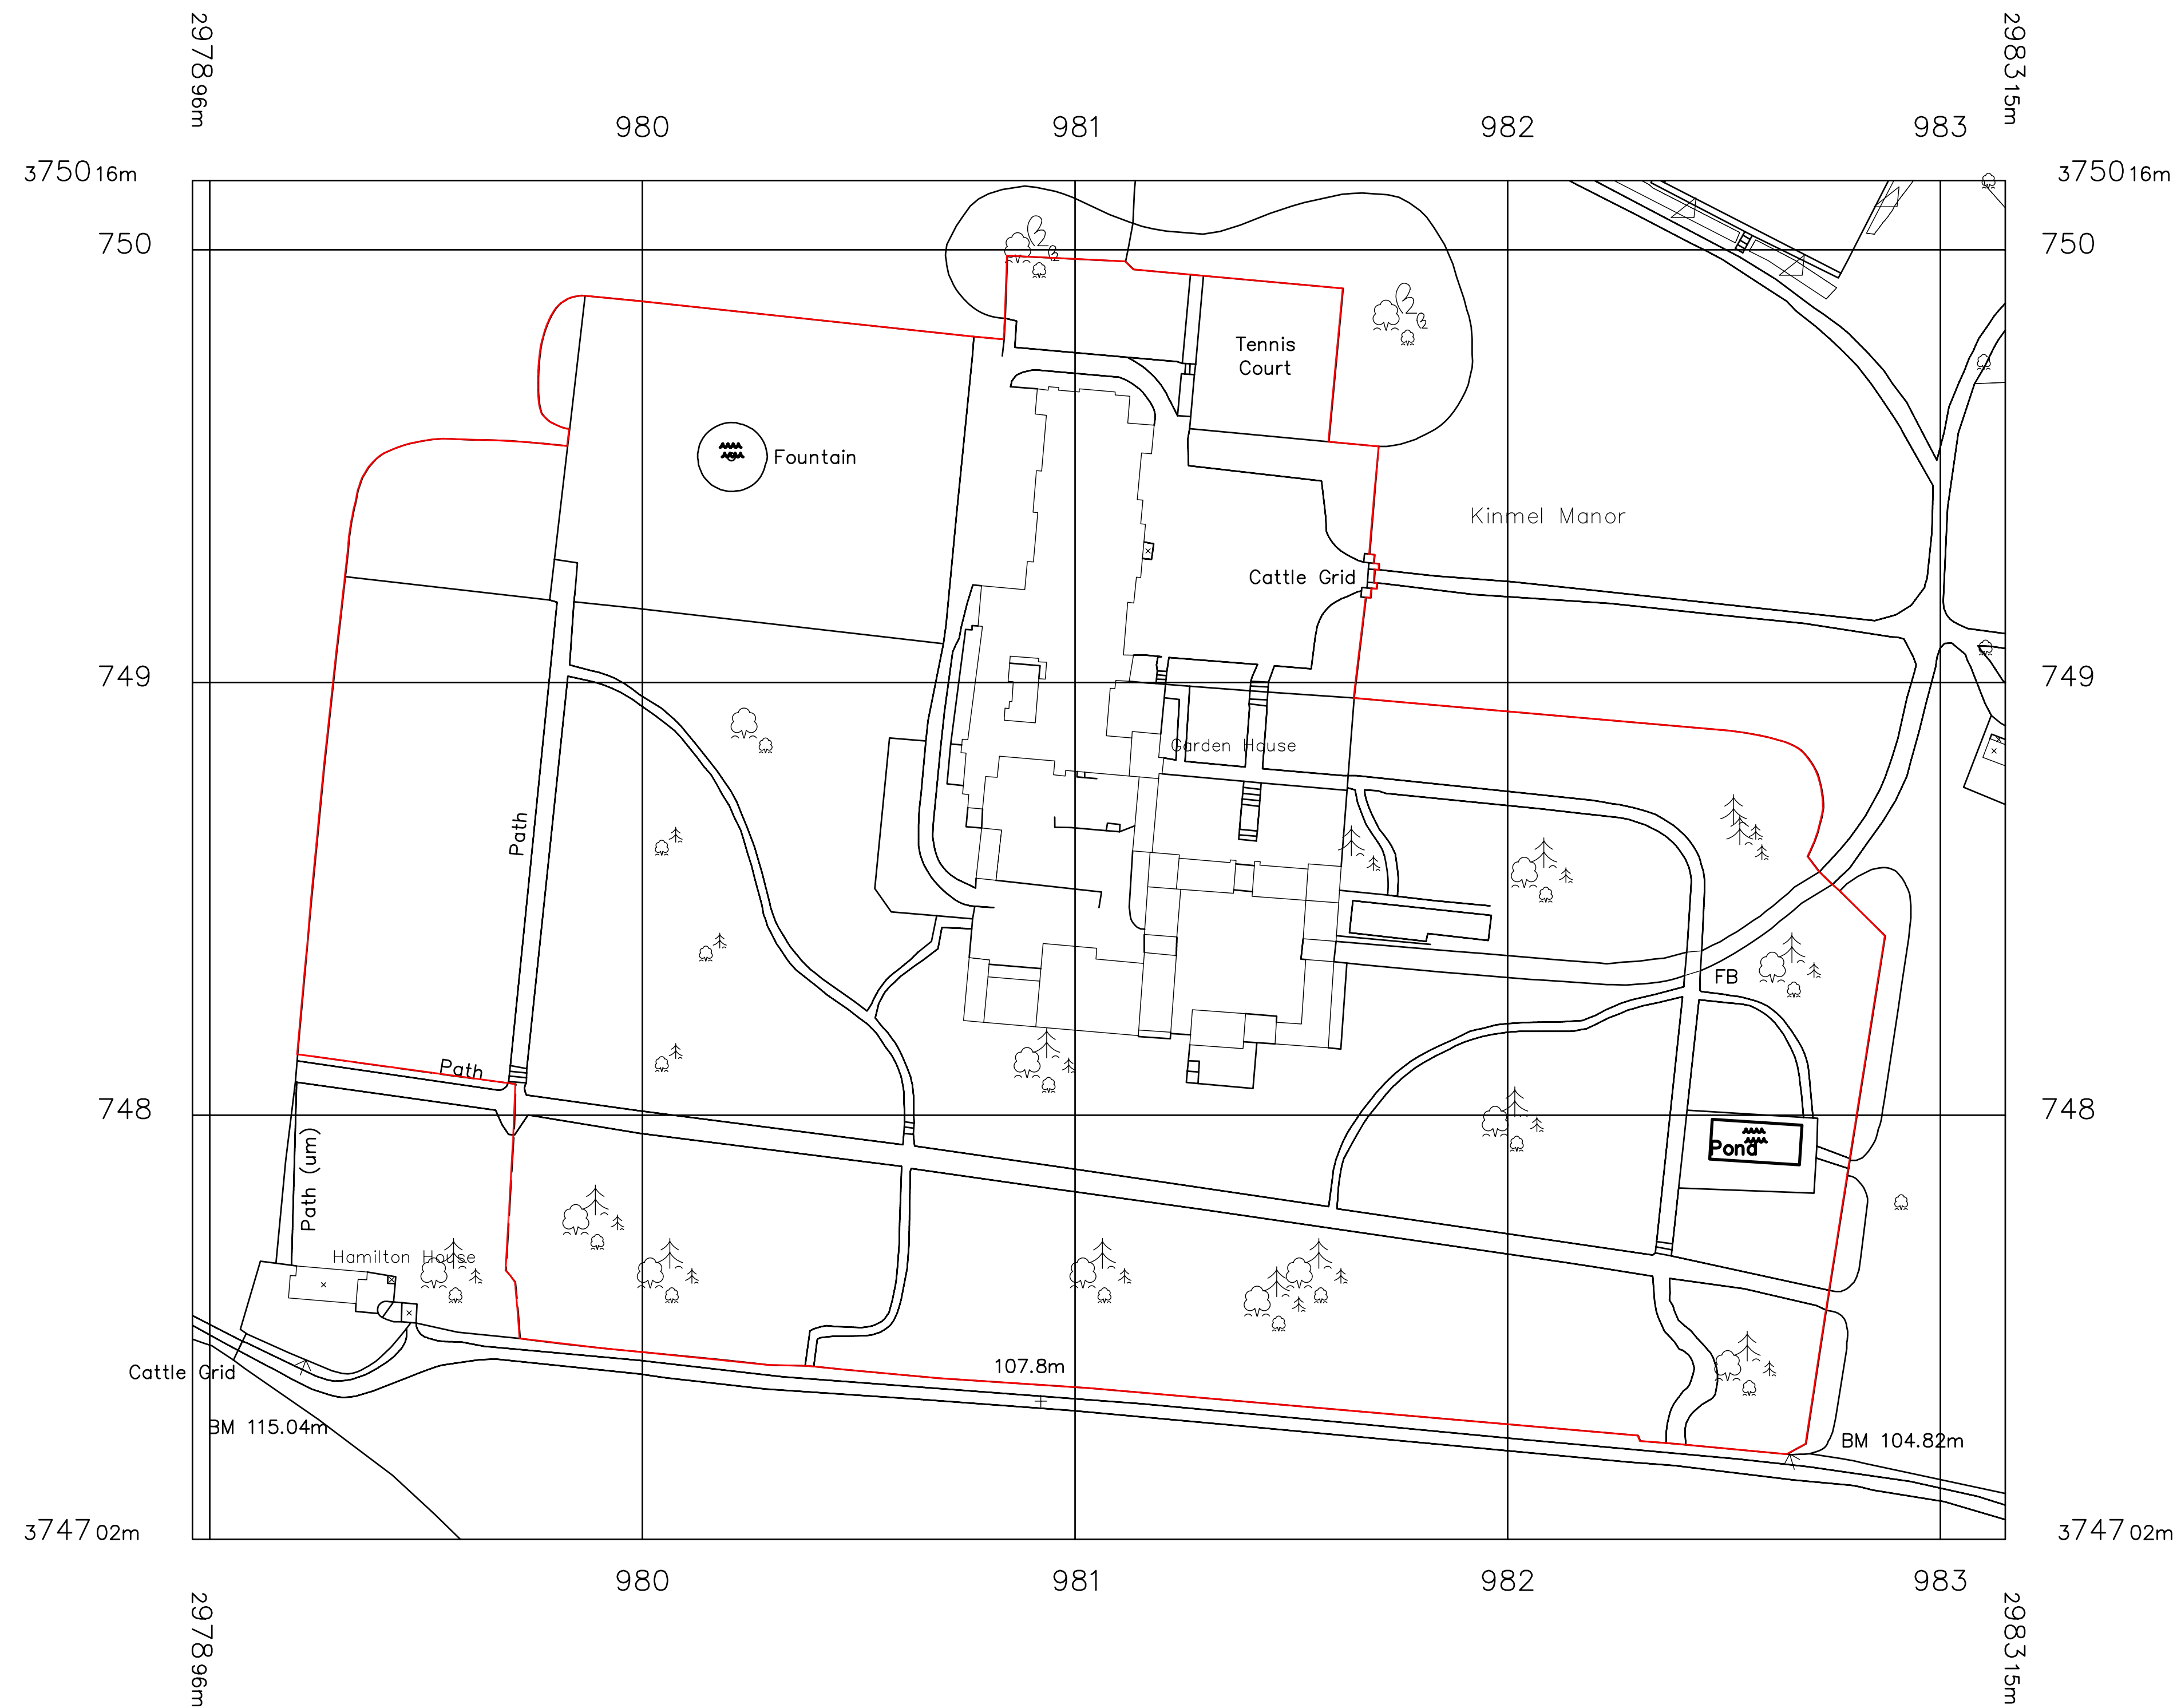 297896m
298315m
980
981
982
983
375016m
375016m
750
750
Tennis
Court
Fountain
Kinmel Manor
Cattle Grid
749
749
Garden House
Path
FB
Path
748
748
Pond
Path (um)
Hamilton House
107.8m
Cattle Grid
BM 115.04m
BM 104.82m
374702m
374702m
980
981
982
983
297896m
298315m